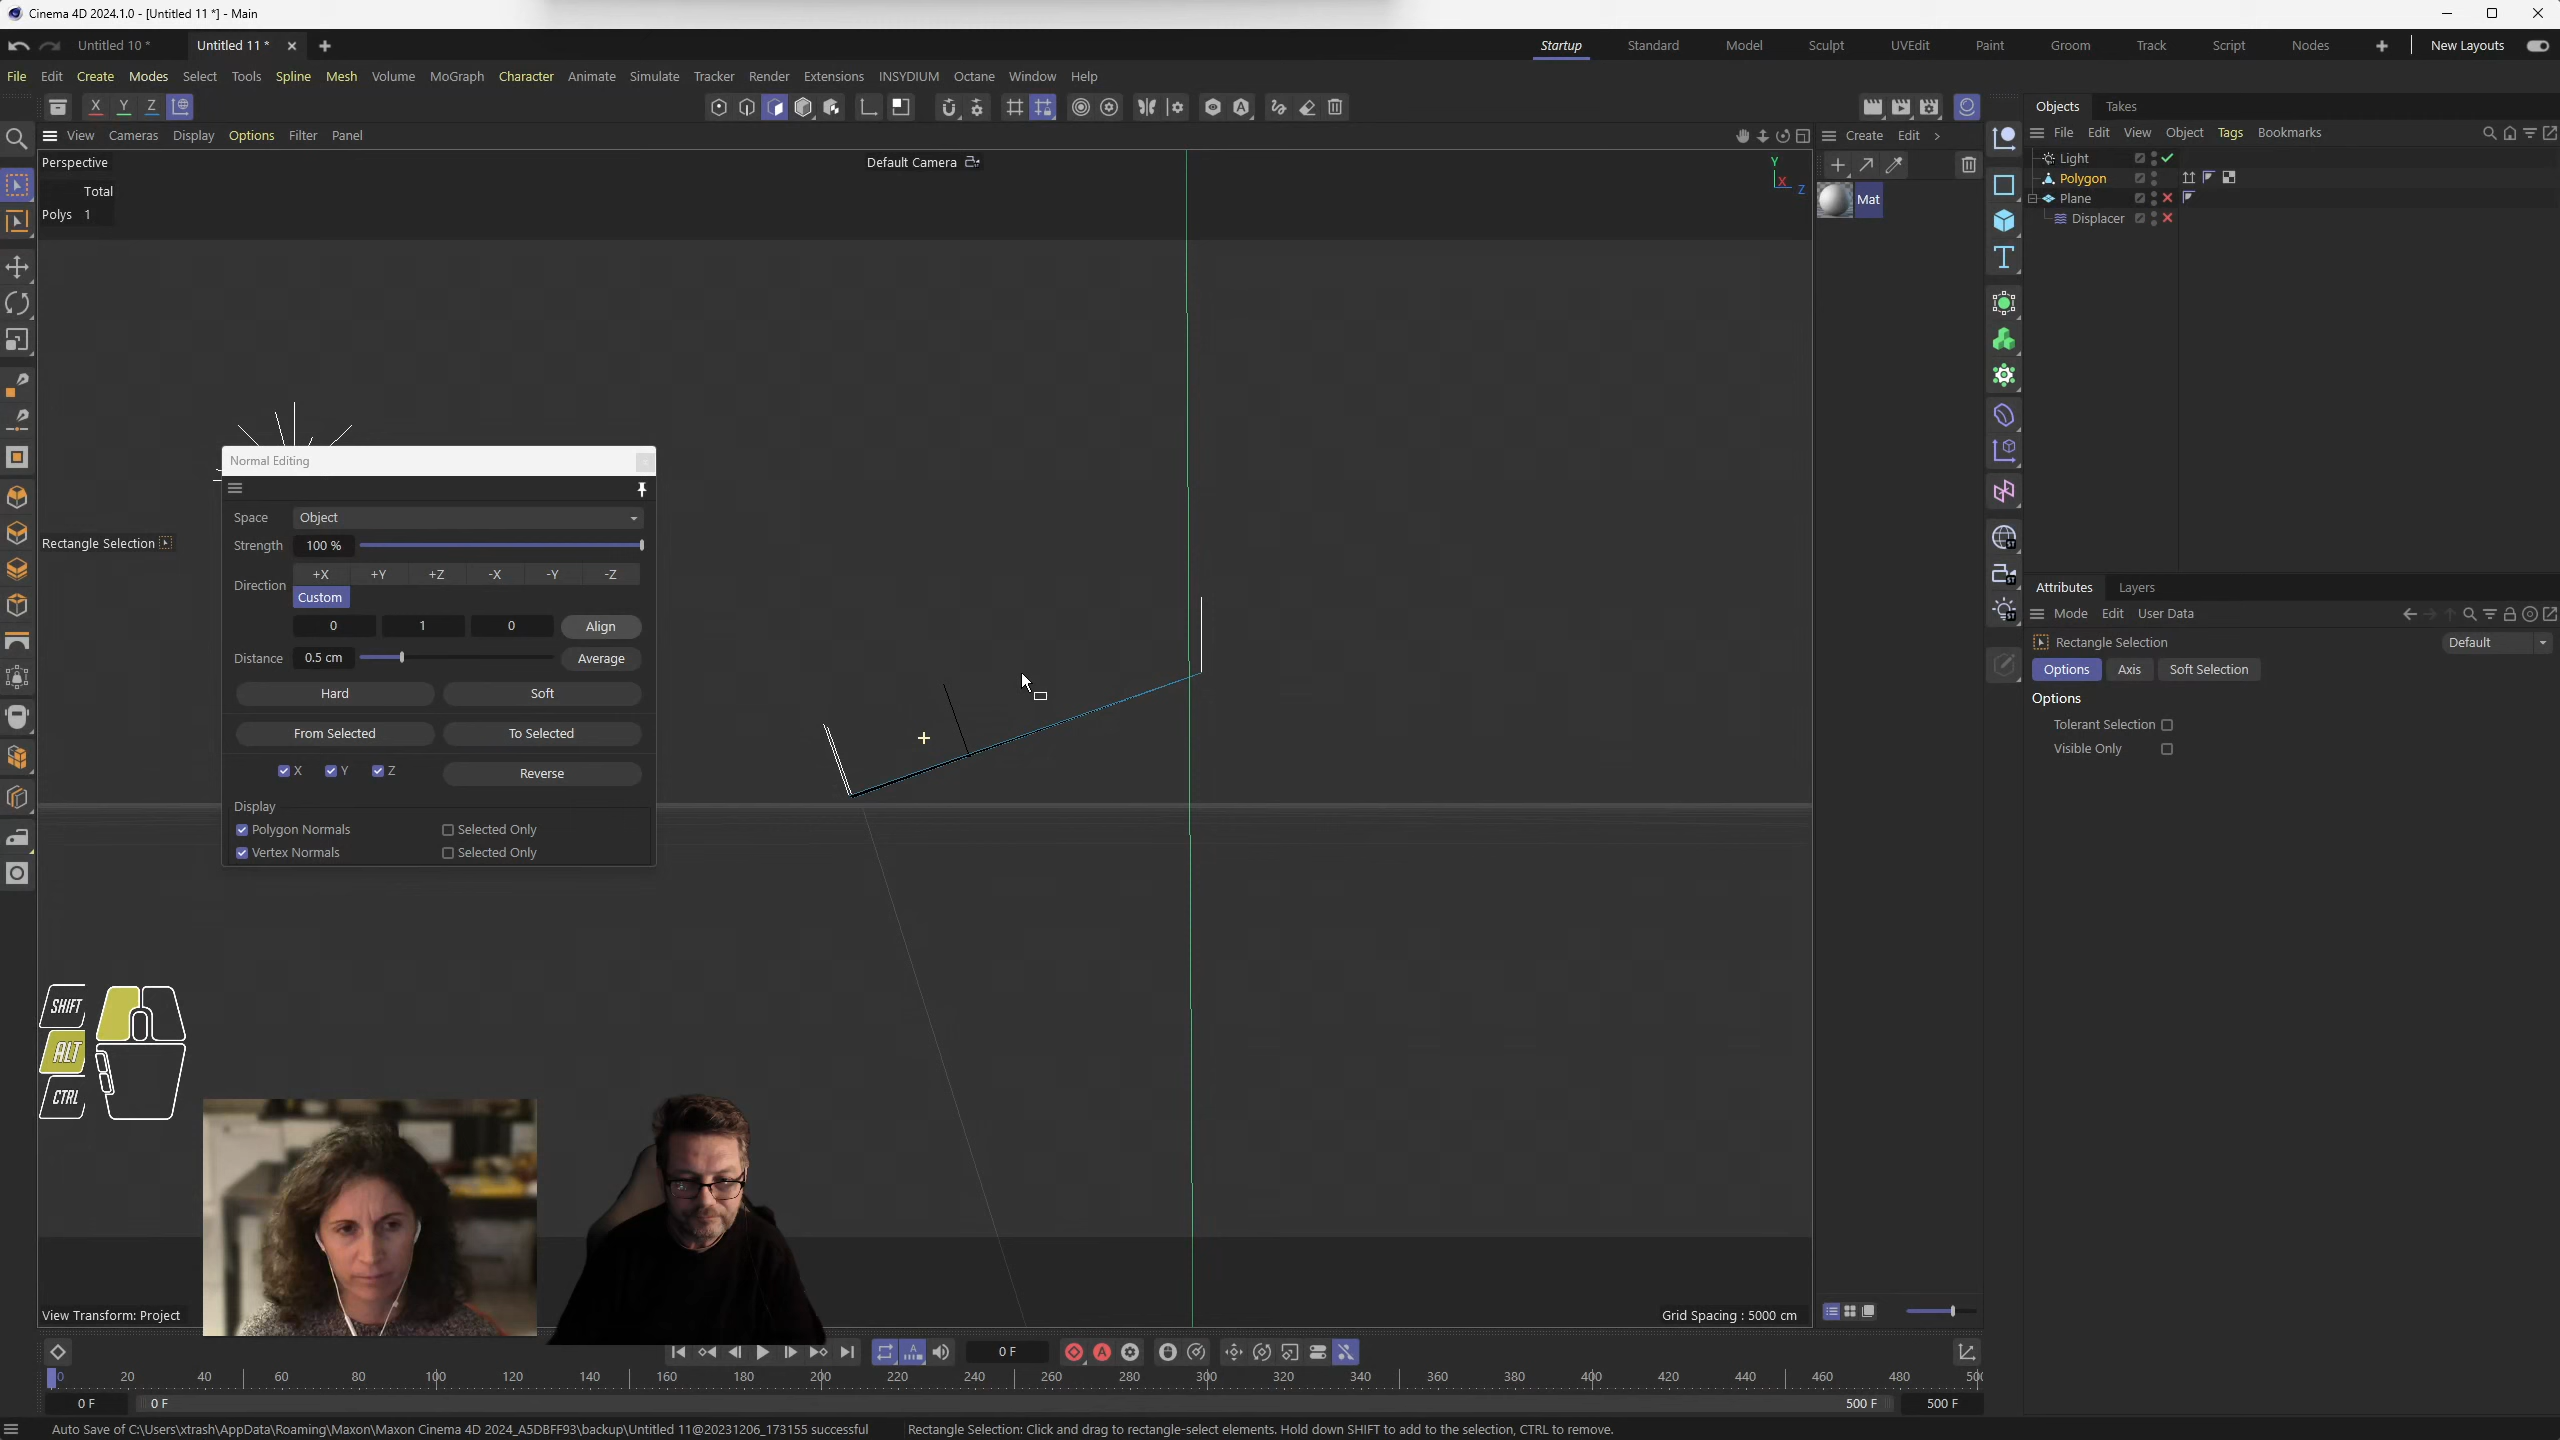 Cinema 4D 2024.1.0 - [Untitled 11 *] - Main
Untitled 10 *
Untitled 11 *
Startup
Standard
Model
Sculpt
UVEdit
Paint
Groom
Track
Script
Nodes
New Layouts
File Edit Create Modes Select Tools Spline Mesh Volume MoGraph Character Animate Simulate Tracker Render Extensions INSYDIUM Octane Window Help
X Y Z
View Cameras Display Options Filter Panel
Perspective
Default Camera
Total
Polys 1
Y
X
Z
Rectangle Selection
Normal Editing
Space Object
Strength 100 %
Direction +X +Y +Z -X -Y -Z
Custom
0 1 0 Align
Distance 0.5 cm Average
Hard Soft
From Selected To Selected
X Y Z Reverse
Display
Polygon Normals Selected Only
Vertex Normals Selected Only
SHIFT
ALT
CTRL
View Transform: Project
Grid Spacing : 5000 cm
Create Edit
Mat
Objects Takes
File Edit View Object Tags Bookmarks
Light
Polygon
Plane
Displacer
Attributes Layers
Mode Edit User Data
Rectangle Selection Default
Options Axis Soft Selection
Options
Tolerant Selection
Visible Only
0 F
0 20 40 60 80 100 120 140 160 180 200 220 240 260 280 300 320 340 360 380 400 420 440 460 480
0 F 0 F 500 F 500 F
Auto Save of C:\Users\xtrash\AppData\Roaming\Maxon\Maxon Cinema 4D 2024_A5DBFF93\backup\Untitled 11@20231206_173155 successful
Rectangle Selection: Click and drag to rectangle-select elements. Hold down SHIFT to add to the selection, CTRL to remove.